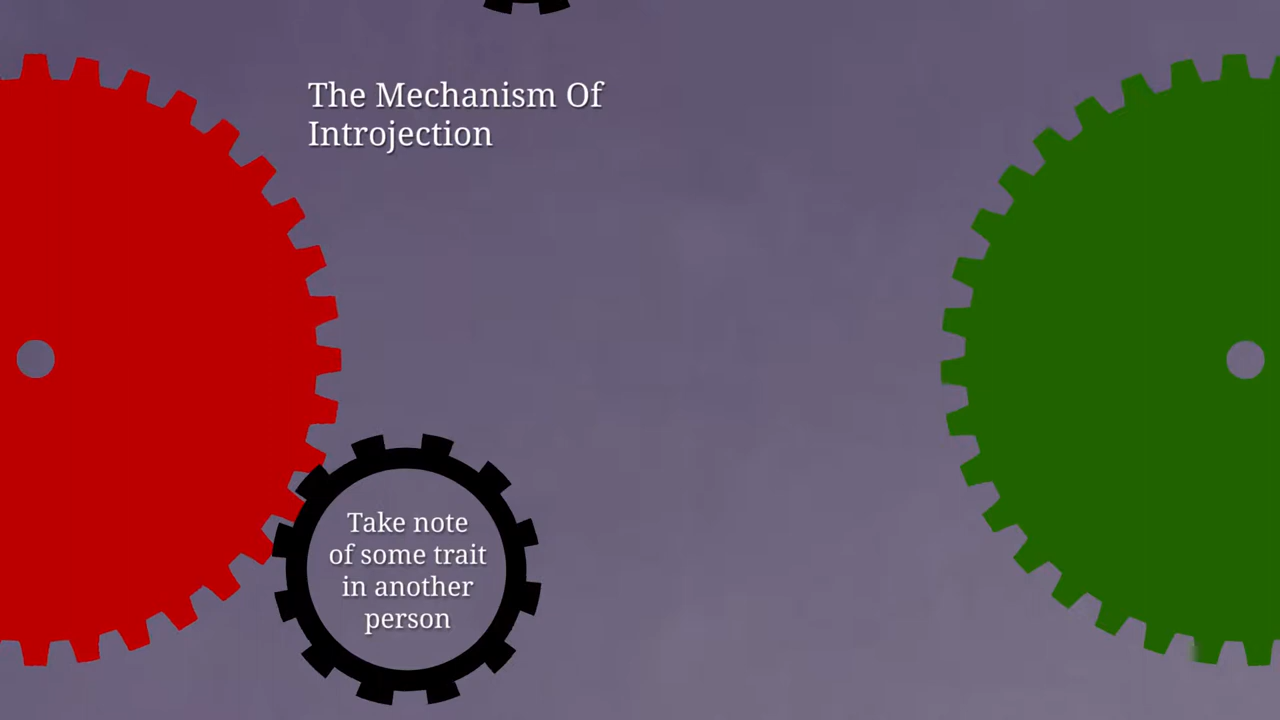 The Mechanism Of
Introjection
Take note
of some trait
in another
person